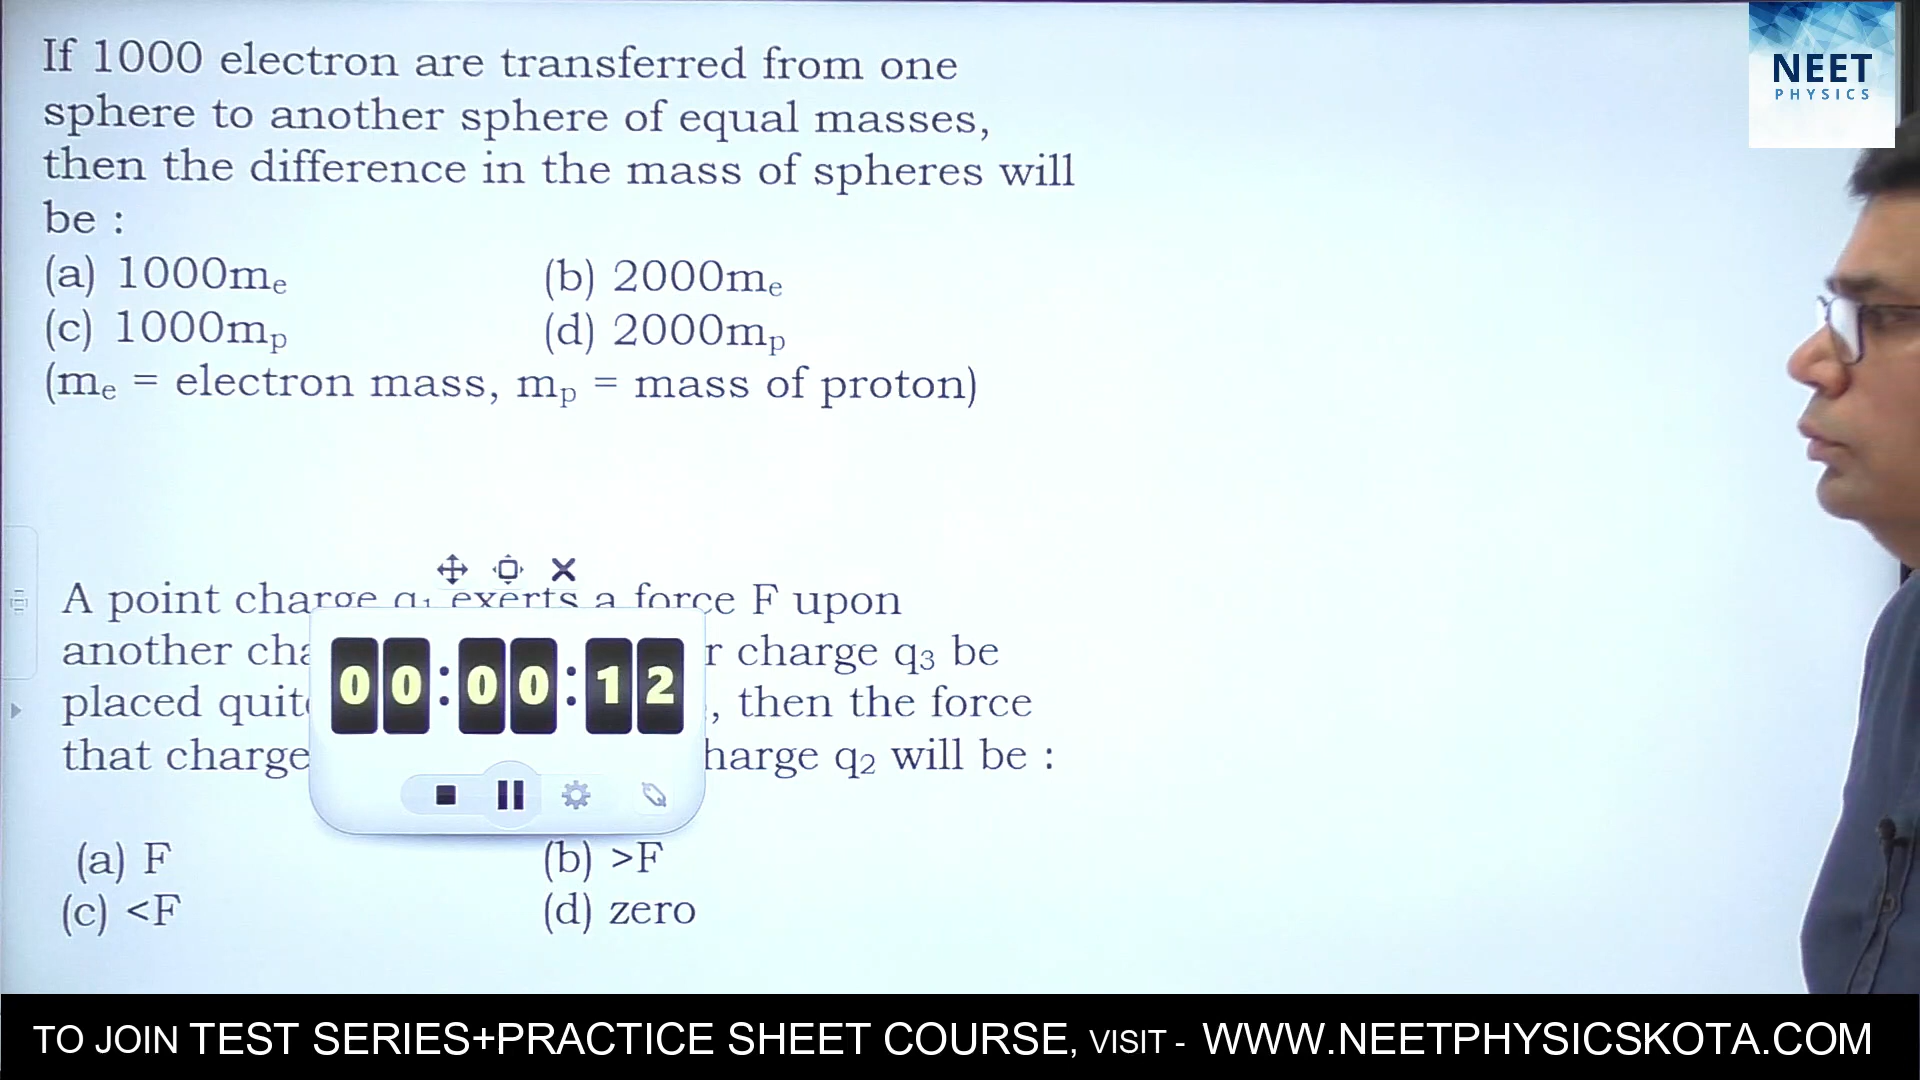 If 1000 electron are transferred from one
sphere to another sphere of equal masses,
then the difference in the mass of spheres will
be :
(a) 1000mₑ (b) 2000mₑ
(c) 1000mₚ (d) 2000mₚ
(mₑ = electron mass, mₚ = mass of proton)
NEET
PHYSICS
A point charge q₁ exerts a force F upon
another r charge q₃ be
placed , then the force
that charge harge q₂ will be :
00:00:12
(a) F (b) >F
(c) <F (d) zero
TO JOIN TEST SERIES+PRACTICE SHEET COURSE, VISIT - WWW.NEETPHYSICSKOTA.COM